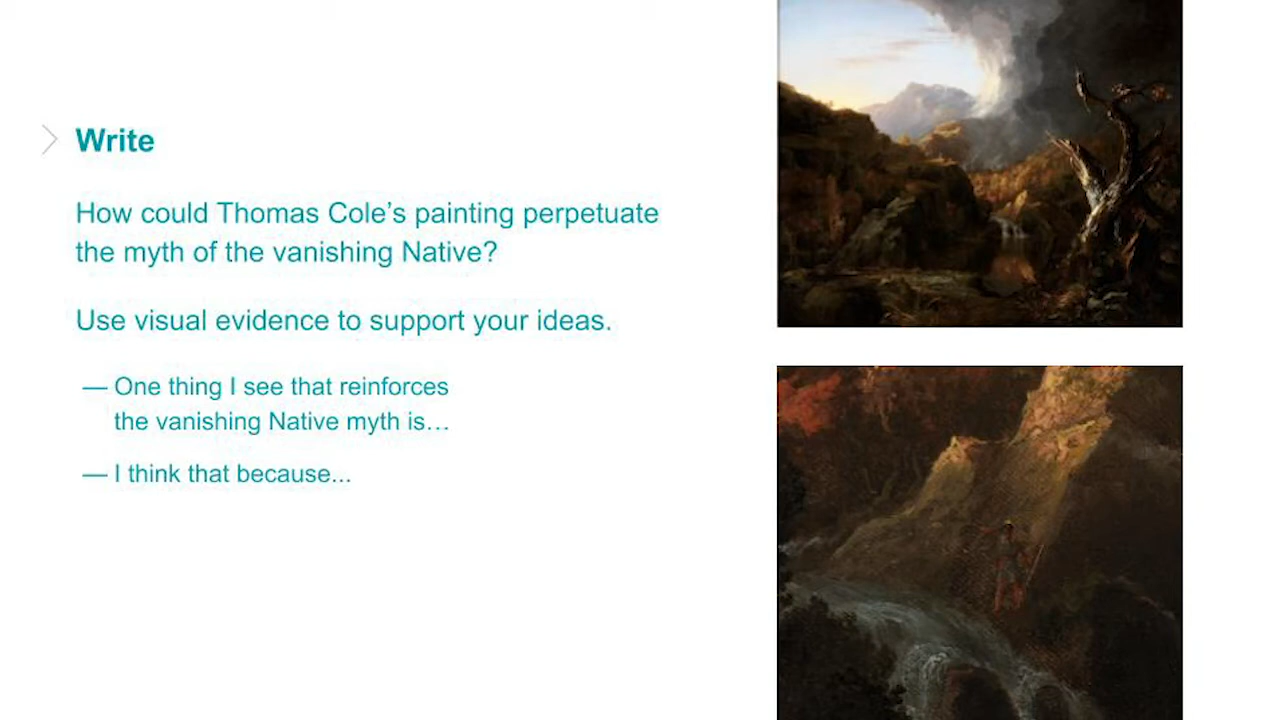 Write
How could Thomas Cole’s painting perpetuate
the myth of the vanishing Native?
Use visual evidence to support your ideas.
— One thing I see that reinforces
the vanishing Native myth is…
— I think that because...